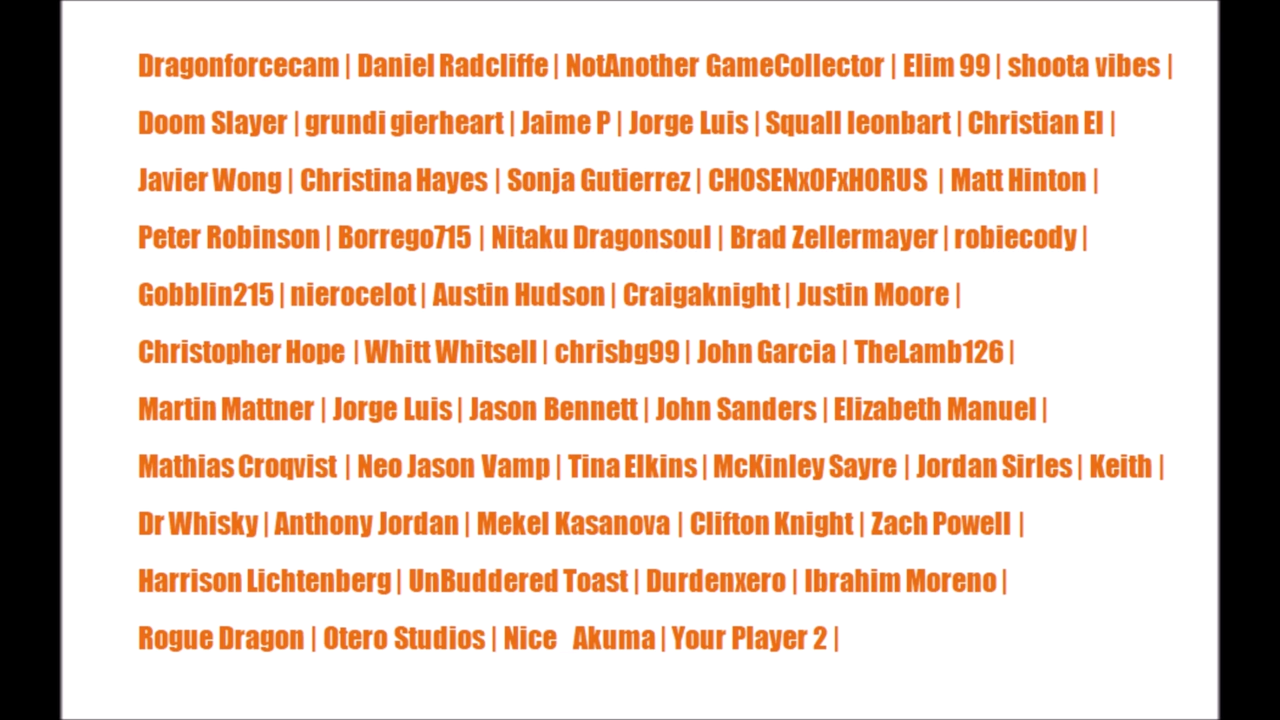 Dragonforcecam | Daniel Radcliffe | NotAnother GameCollector | Elim 99 | shoota vibes |
Doom Slayer | grundi gierheart | Jaime P | Jorge Luis | Squall leonbart | Christian El |
Javier Wong | Christina Hayes | Sonja Gutierrez | CHOSENxOFxHORUS | Matt Hinton |
Peter Robinson | Borrego715 | Nitaku Dragonsoul | Brad Zellermayer | robiecody |
Gobblin215 | nierocelot | Austin Hudson | Craigaknight | Justin Moore |
Christopher Hope | Whitt Whitsell | chrisbg99 | John Garcia | TheLamb126 |
Martin Mattner | Jorge Luis | Jason Bennett | John Sanders | Elizabeth Manuel |
Mathias Croqvist | Neo Jason Vamp | Tina Elkins | McKinley Sayre | Jordan Sirles | Keith |
Dr Whisky | Anthony Jordan | Mekel Kasanova | Clifton Knight | Zach Powell |
Harrison Lichtenberg | UnBuddered Toast | Durdenxero | Ibrahim Moreno |
Rogue Dragon | Otero Studios | Nice Akuma | Your Player 2 |